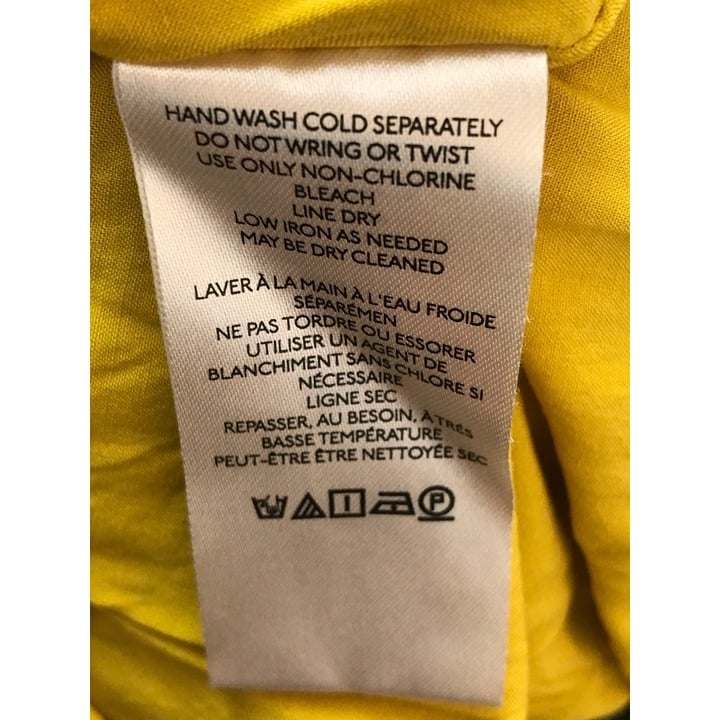 HAND WASH COLD SEPARATELY
DO NOT WRING OR TWIST
USE ONLY NON-CHLORINE
BLEACH
LINE DRY
LOW IRON AS NEEDED
MAY BE DRY CLEANED
LAVER À LA MAIN À L'EAU FROIDE
SÉPARÉMEN
NE PAS TORDRE OU ESSORER
UTILISER UN AGENT DE
BLANCHIMENT SANS CHLORE SI
NÉCESSAIRE
LIGNE SEC
REPASSER, AU BESOIN, À TRÈS
BASSE TEMPÉRATURE
PEUT-ÊTRE ÊTRE NETTOYÉE SEC
P